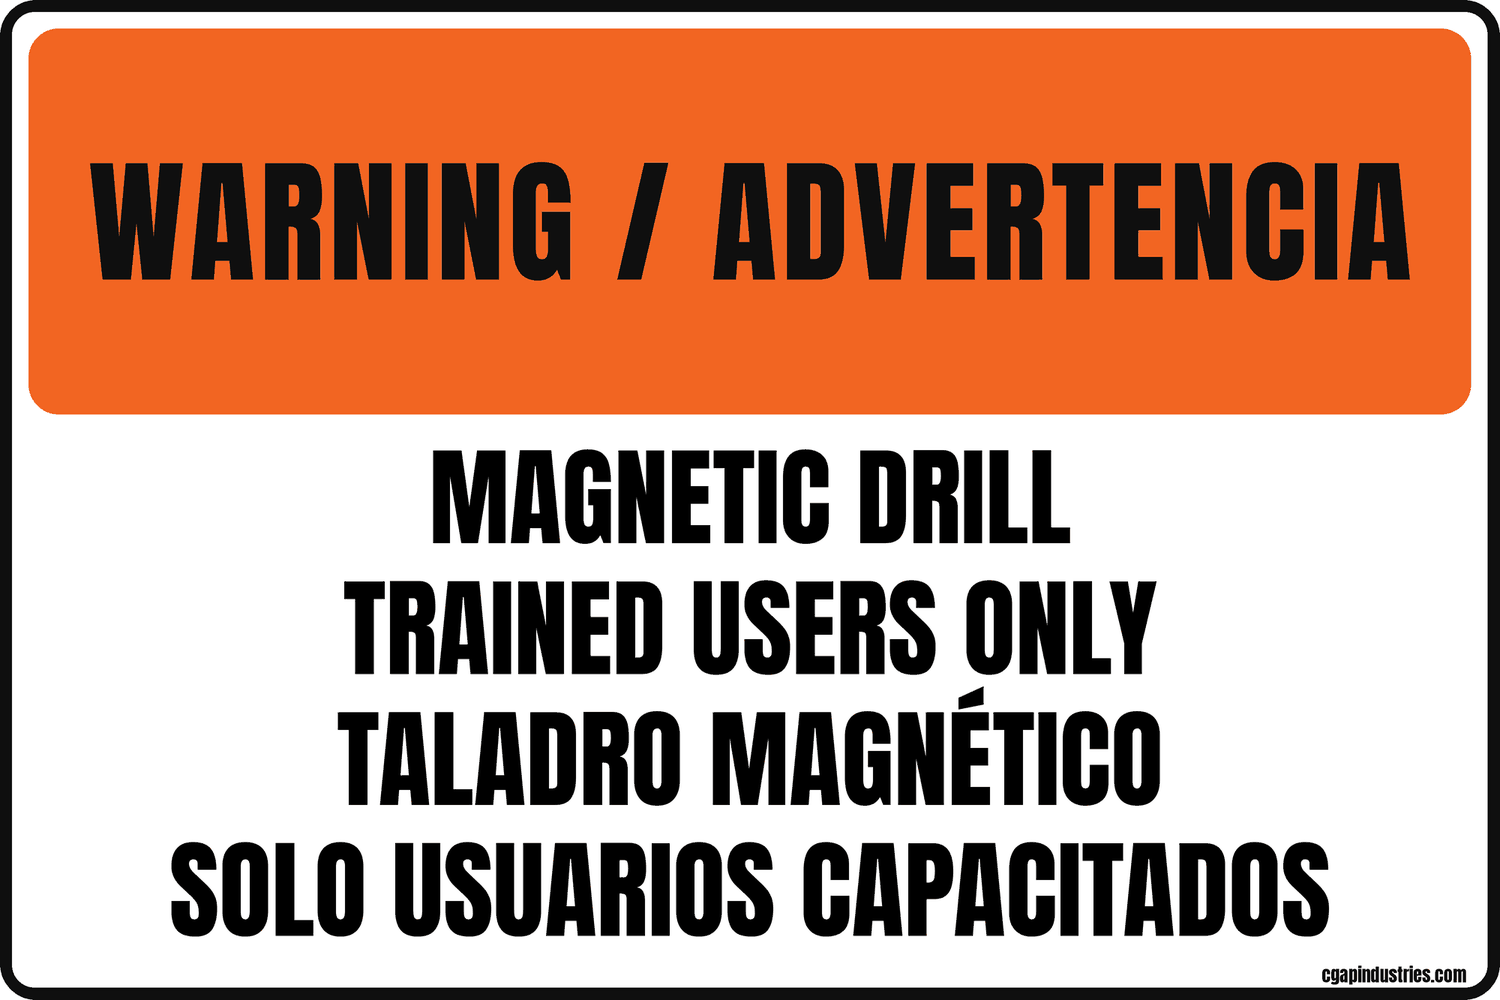 WARNING / ADVERTENCIA
MAGNETIC DRILL
TRAINED USERS ONLY
TALADRO MAGNÉTICO
SOLO USUARIOS CAPACITADOS
cgapindustries.com